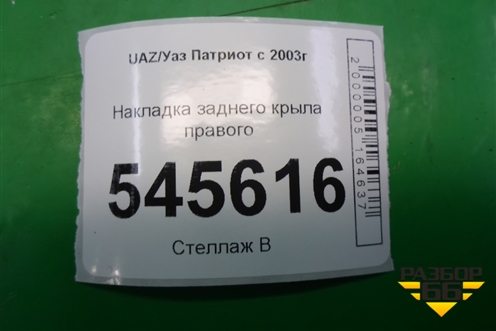 UAZ/Уаз Патриот с 2003г
Накладка заднего крыла
правого
545616
Стеллаж В
2000005164637
РАЗБОР
66